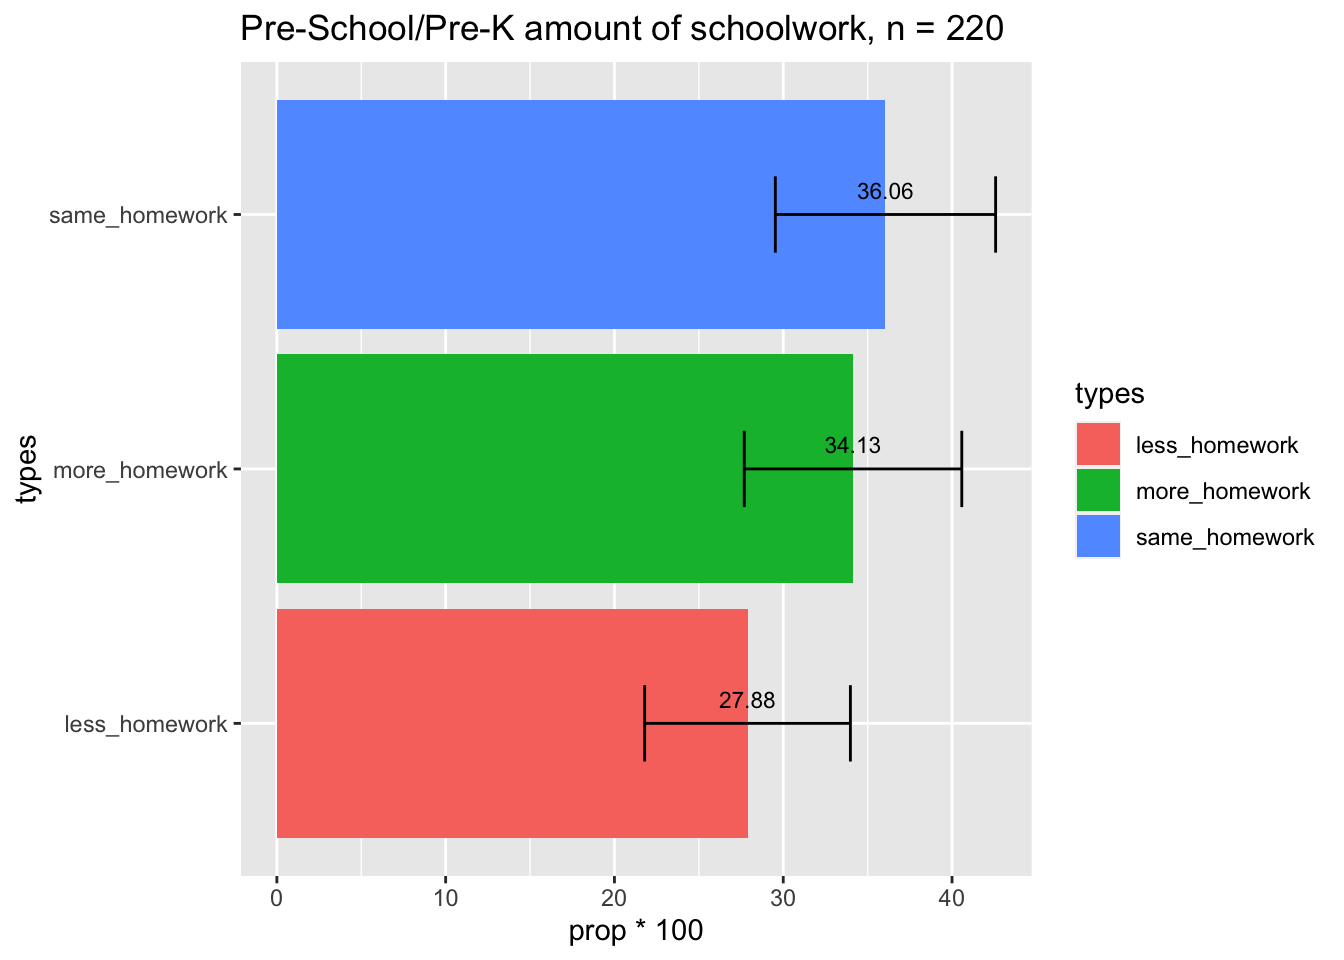 Pre-School/Pre-K amount of schoolwork, n = 220
types
same_homework
36.06
more_homework
34.13
less_homework
27.88
0 10 20 30 40
prop * 100
types
less_homework
more_homework
same_homework